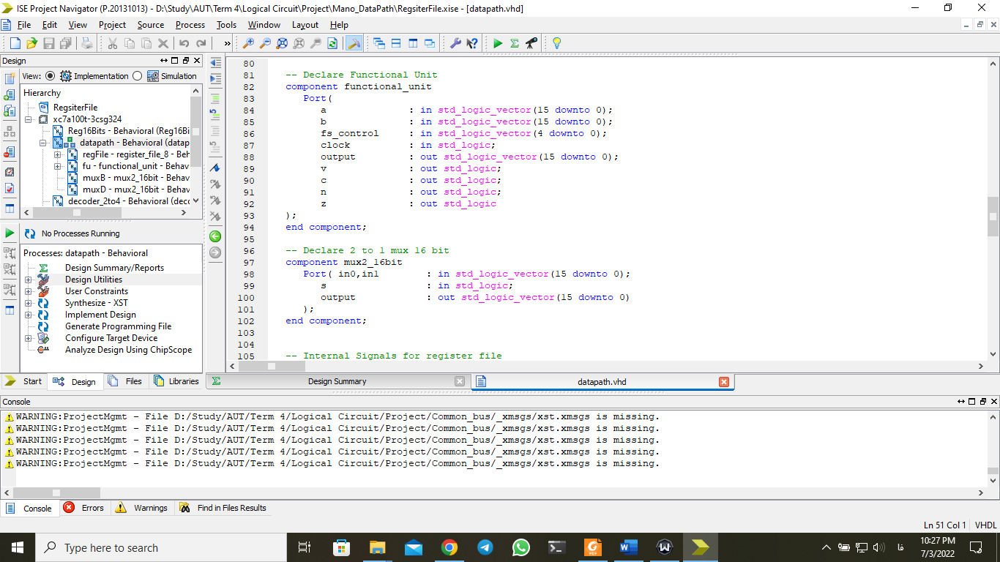 ISE Project Navigator (P.20131013) - D:\Study\AUT\Term 4\Logical Circuit\Project\Mano_DataPath\RegsiterFile.xise - [datapath.vhd]
File Edit View Project Source Process Tools Window Layout Help
Design
View: Implementation Simulation
Hierarchy
RegsiterFile
xc7a100t-3csg324
Reg16Bits - Behavioral (Reg16Bi
datapath - Behavioral (datap
regFile - register_file_8 - Beh
fu - functional_unit - Behav
muxB - mux2_16bit - Behav
muxD - mux2_16bit - Behav
decoder_2to4 - Behavioral (deco
No Processes Running
Processes: datapath - Behavioral
Design Summary/Reports
Design Utilities
User Constraints
Synthesize - XST
Implement Design
Generate Programming File
Configure Target Device
Analyze Design Using ChipScope
Start Design Files Libraries
80
81 -- Declare Functional Unit
82 component functional_unit
83 Port(
84 a : in std_logic_vector(15 downto 0);
85 b : in std_logic_vector(15 downto 0);
86 fs_control : in std_logic_vector(4 downto 0);
87 clock : in std_logic;
88 output : out std_logic_vector(15 downto 0);
89 v : out std_logic;
90 c : out std_logic;
91 n : out std_logic;
92 z : out std_logic
93 );
94 end component;
95
96 -- Declare 2 to 1 mux 16 bit
97 component mux2_16bit
98 Port( in0,in1 : in std_logic_vector(15 downto 0);
99 s : in std_logic;
100 output : out std_logic_vector(15 downto 0)
101 );
102 end component;
103
104
105 -- Internal Signals for register file
Design Summary datapath.vhd
Console
WARNING:ProjectMgmt - File D:/Study/AUT/Term 4/Logical Circuit/Project/Common_bus/_xmsgs/xst.xmsgs is missing.
WARNING:ProjectMgmt - File D:/Study/AUT/Term 4/Logical Circuit/Project/Common_bus/_xmsgs/xst.xmsgs is missing.
WARNING:ProjectMgmt - File D:/Study/AUT/Term 4/Logical Circuit/Project/Common_bus/_xmsgs/xst.xmsgs is missing.
WARNING:ProjectMgmt - File D:/Study/AUT/Term 4/Logical Circuit/Project/Common_bus/_xmsgs/xst.xmsgs is missing.
WARNING:ProjectMgmt - File D:/Study/AUT/Term 4/Logical Circuit/Project/Common_bus/_xmsgs/xst.xmsgs is missing.
Console Errors Warnings Find in Files Results
Ln 51 Col 1 VHDL
Type here to search
فا
10:27 PM
7/3/2022